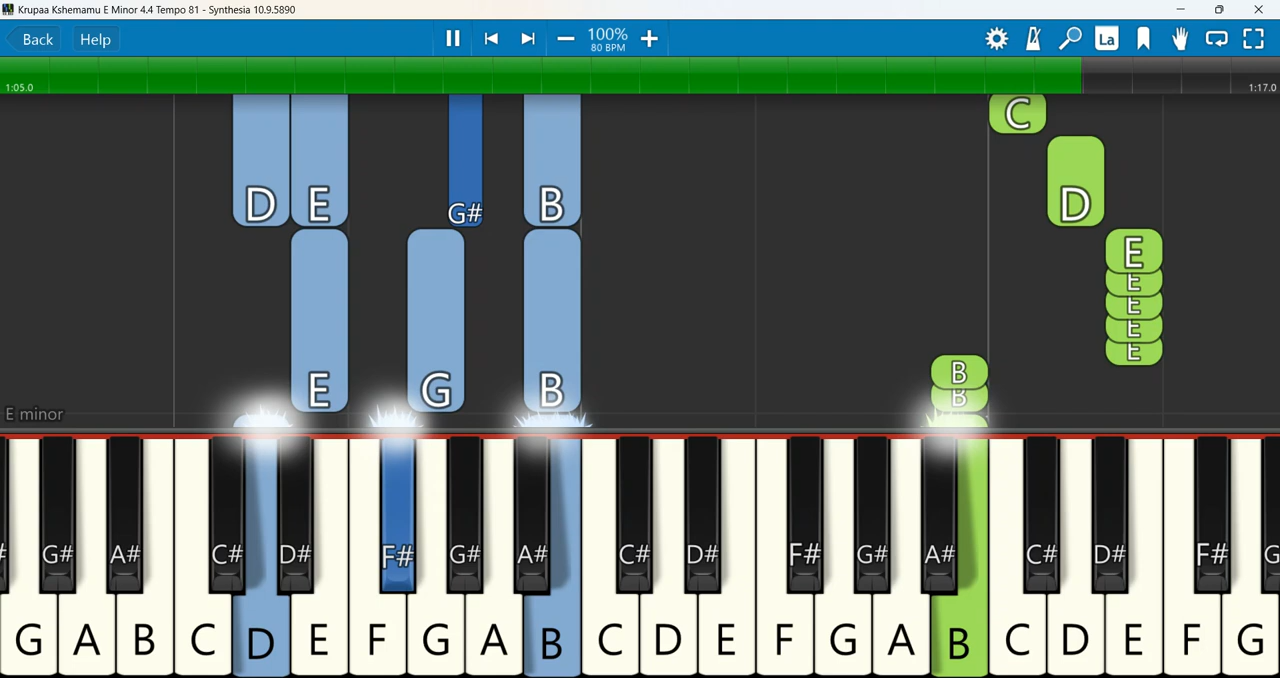 Krupaa Kshemamu E Minor 4.4 Tempo 81 - Synthesia 10.9.5890
Back Help 100% La
80 BPM
1:05.0 1:17.0
C
D E G# B D
E
E
E
E
E
E G B B
B
E minor
G# A# C# D# F# G# A# C# D# F# G# A# C# D# F# G
G A B C D E F G A B C D E F G A B C D E F G